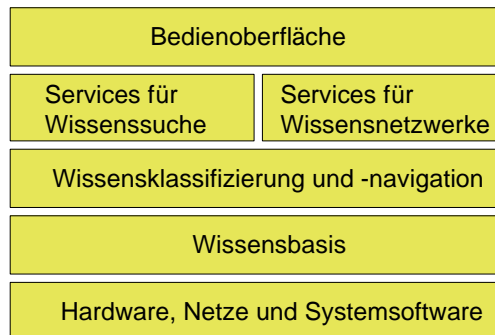 Bedienoberfläche
Services für
Wissenssuche
Services für
Wissensnetzwerke
Wissensklassifizierung und -navigation
Wissensbasis
Hardware, Netze und Systemsoftware